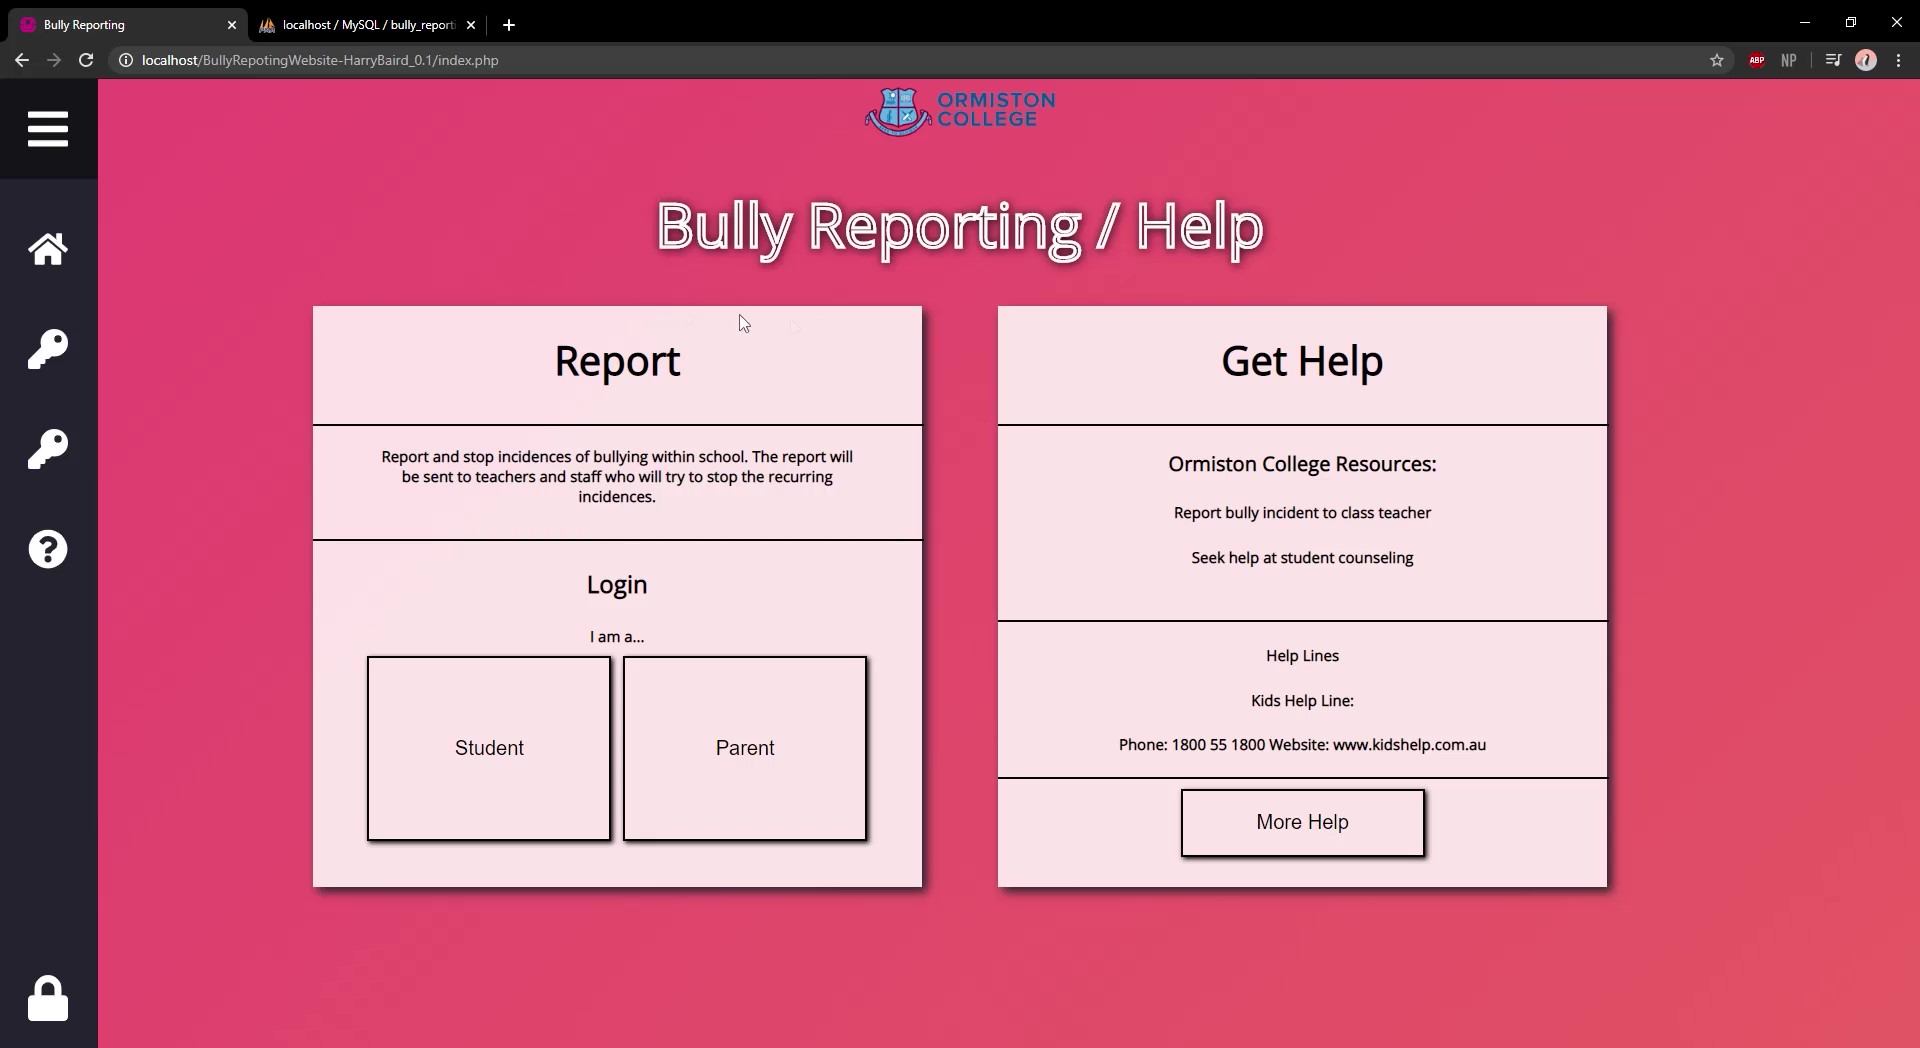 Bully Reporting
localhost / MySQL / bully_reporti
localhost/BullyRepotingWebsite-HarryBaird_0.1/index.php
ABP
NP
ORMISTON
COLLEGE
Bully Reporting / Help
Report
Report and stop incidences of bullying within school. The report will
be sent to teachers and staff who will try to stop the recurring
incidences.
Login
I am a...
Student
Parent
Get Help
Ormiston College Resources:
Report bully incident to class teacher
Seek help at student counseling
Help Lines
Kids Help Line:
Phone: 1800 55 1800 Website: www.kidshelp.com.au
More Help